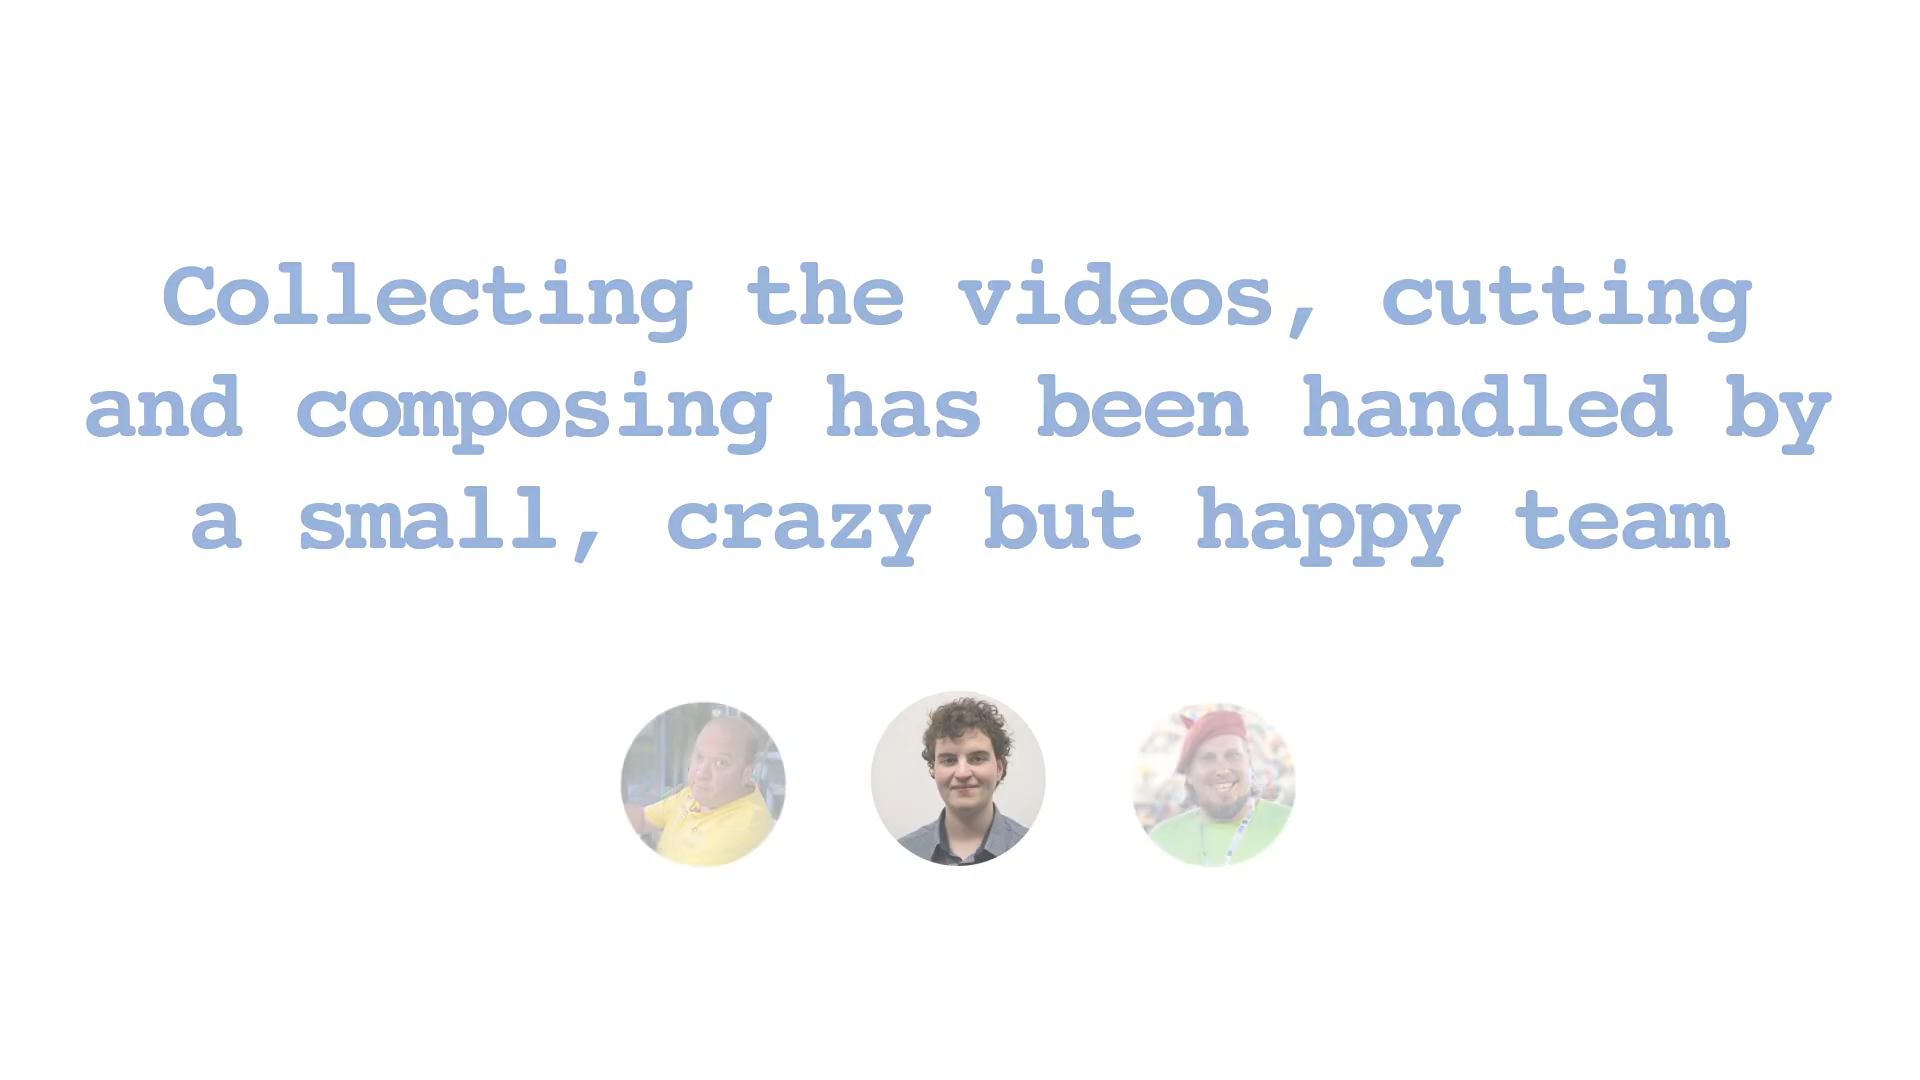 Collecting the videos, cutting
and composing has been handled by
a small, crazy but happy team